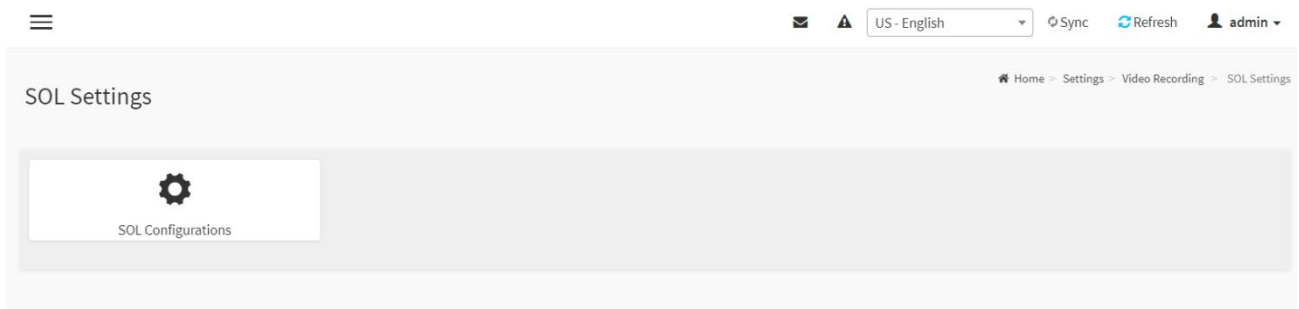 US - English Sync Refresh admin
Home > Settings > Video Recording > SOL Settings
SOL Settings
SOL Configurations